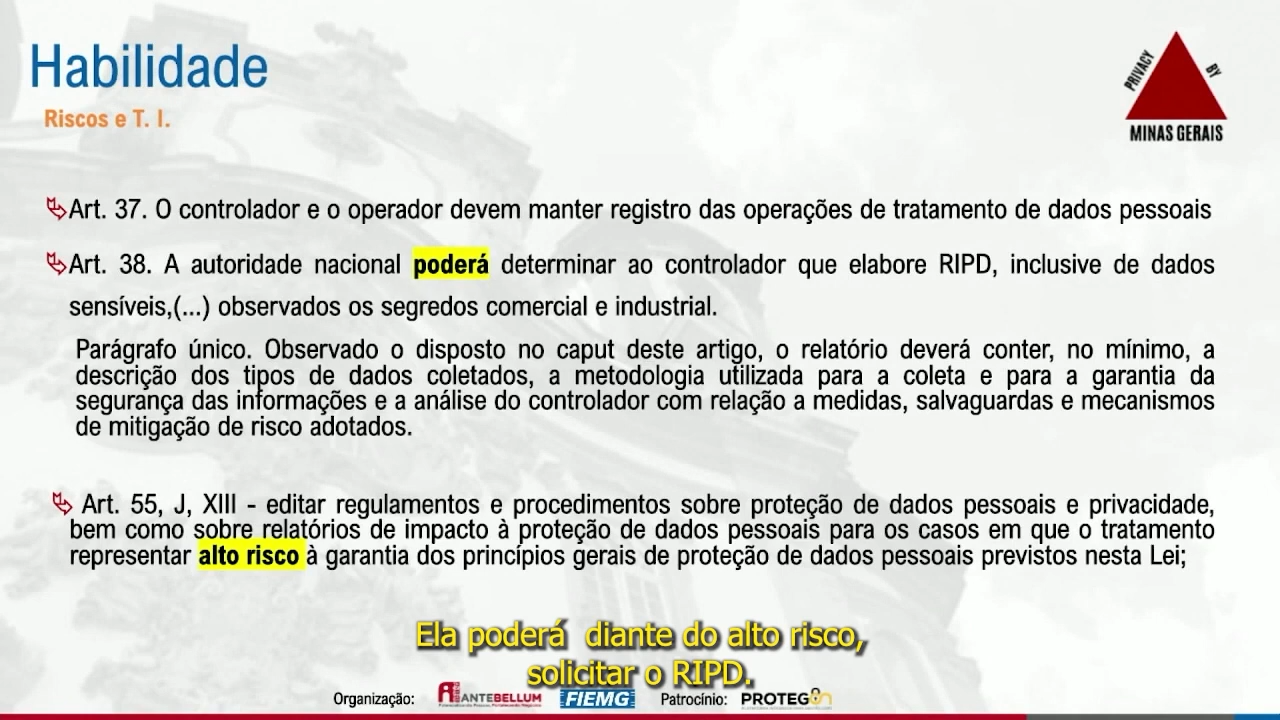 Habilidade
Riscos e T. I.
PRIVACY BY
MINAS GERAIS
Art. 37. O controlador e o operador devem manter registro das operações de tratamento de dados pessoais
Art. 38. A autoridade nacional poderá determinar ao controlador que elabore RIPD, inclusive de dados
sensíveis,(...) observados os segredos comercial e industrial.
Parágrafo único. Observado o disposto no caput deste artigo, o relatório deverá conter, no mínimo, a
descrição dos tipos de dados coletados, a metodologia utilizada para a coleta e para a garantia da
segurança das informações e a análise do controlador com relação a medidas, salvaguardas e mecanismos
de mitigação de risco adotados.
Art. 55, J, XIII - editar regulamentos e procedimentos sobre proteção de dados pessoais e privacidade,
bem como sobre relatórios de impacto à proteção de dados pessoais para os casos em que o tratamento
representar alto risco à garantia dos princípios gerais de proteção de dados pessoais previstos nesta Lei;
Ela poderá diante do alto risco,
solicitar o RIPD.
Organização: ANTEBELLUM FIEMG Patrocínio: PROTEGON